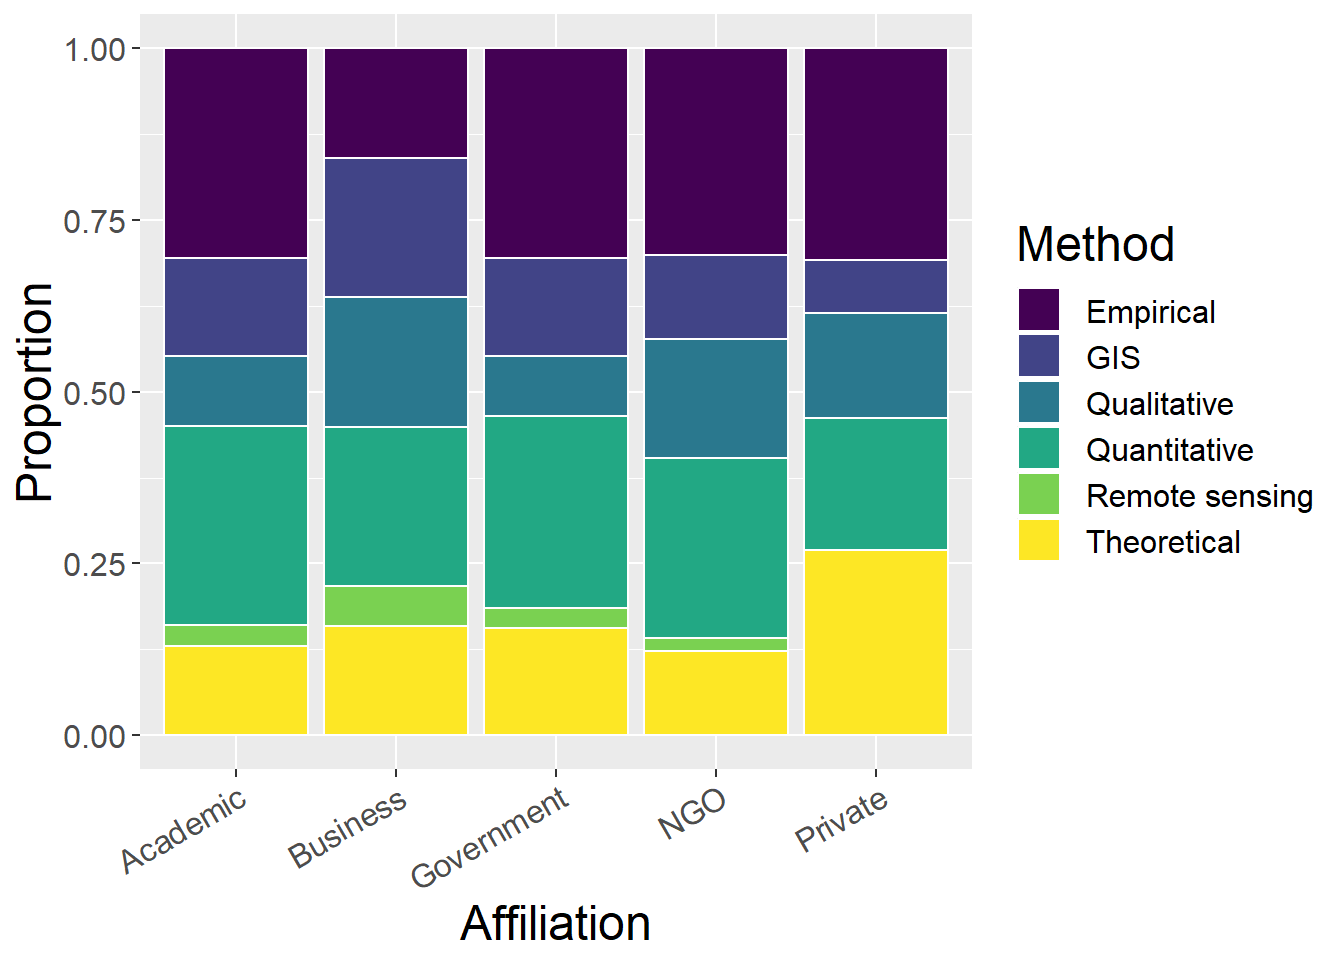 1.00
0.75
0.50
0.25
0.00
Proportion
Academic
Business
Government
NGO
Private
Affiliation
Method
Empirical
GIS
Qualitative
Quantitative
Remote sensing
Theoretical